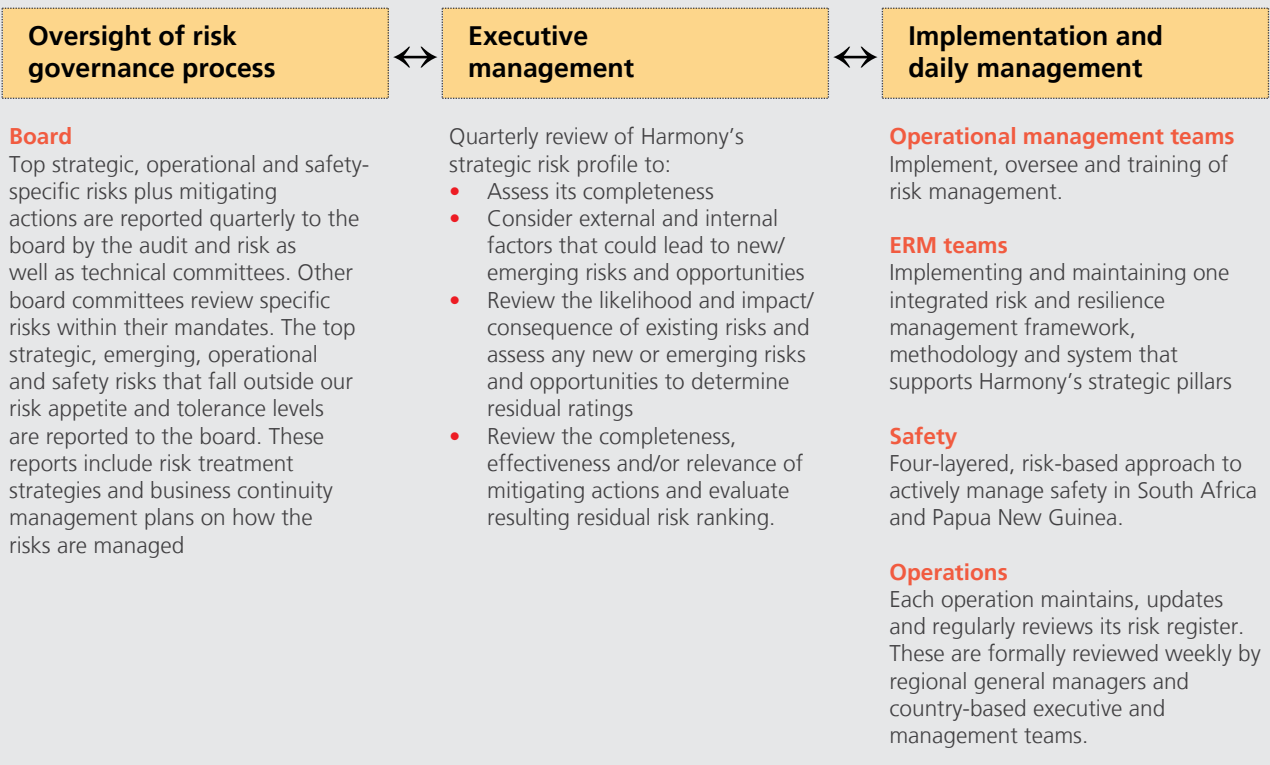 Oversight of risk
governance process
Board
Top strategic, operational and safety-
specific risks plus mitigating
actions are reported quarterly to the
board by the audit and risk as
well as technical committees. Other
board committees review specific
risks within their mandates. The top
strategic, emerging, operational
and safety risks that fall outside our
risk appetite and tolerance levels
are reported to the board. These
reports include risk treatment
strategies and business continuity
management plans on how the
risks are managed
Executive
management
Quarterly review of Harmony’s
strategic risk profile to:
• Assess its completeness
• Consider external and internal
factors that could lead to new/
emerging risks and opportunities
• Review the likelihood and impact/
consequence of existing risks and
assess any new or emerging risks
and opportunities to determine
residual ratings
• Review the completeness,
effectiveness and/or relevance of
mitigating actions and evaluate
resulting residual risk ranking.
Implementation and
daily management
Operational management teams
Implement, oversee and training of
risk management.
ERM teams
Implementing and maintaining one
integrated risk and resilience
management framework,
methodology and system that
supports Harmony’s strategic pillars
Safety
Four-layered, risk-based approach to
actively manage safety in South Africa
and Papua New Guinea.
Operations
Each operation maintains, updates
and regularly reviews its risk register.
These are formally reviewed weekly by
regional general managers and
country-based executive and
management teams.